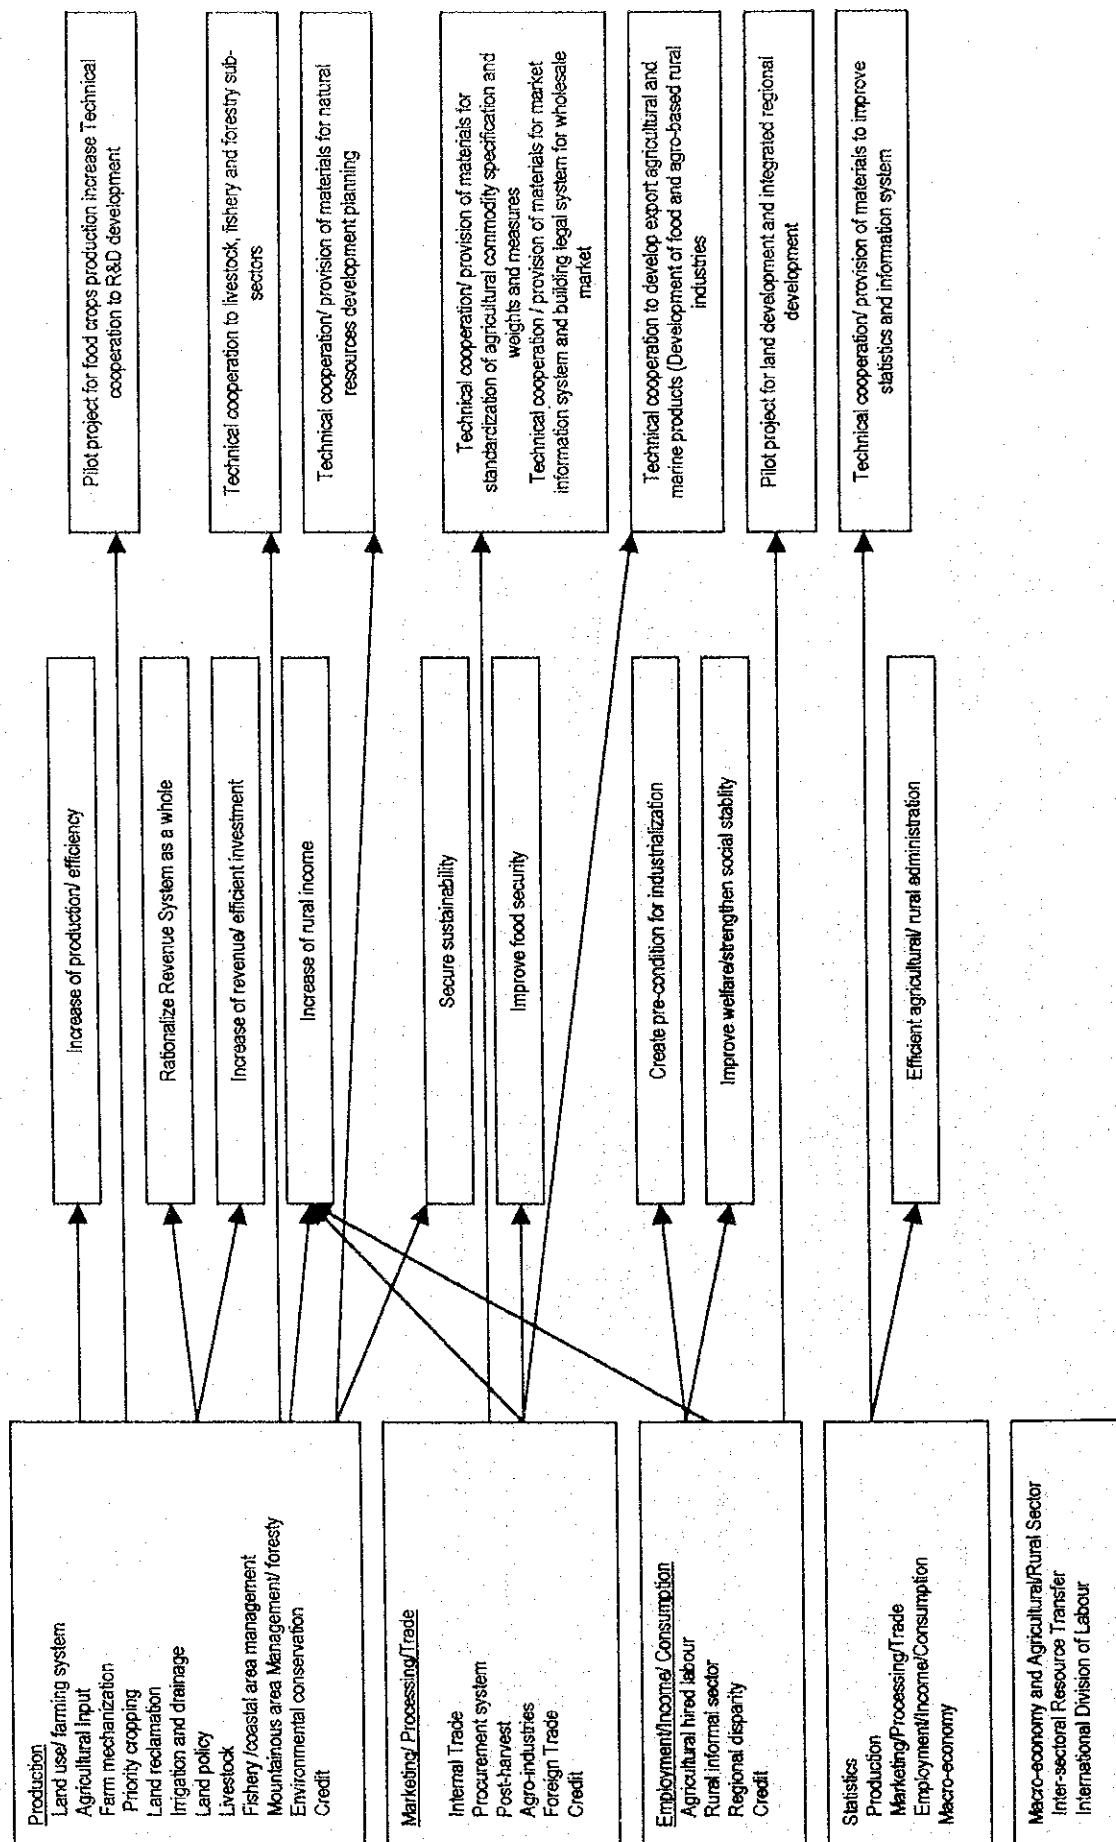 Production
Land use/ farming system
Agricultural Input
Farm mechanization
Priority cropping
Land reclamation
Irrigation and drainage
Land policy
Livestock
Fishery /coastal area management
Mountainous area Management/ foresty
Environmental conservation
Credit
Marketing/ Processing/Trade
Internal Trade
Procurement system
Post-harvest
Agro-industries
Foreign Trade
Credit
Employment/Income/ Consumption
Agricultural hired labour
Rural informal sector
Regional disparity
Credit
Statistics
Production
Marketing/Processing/Trade
Employment/Income/Consumption
Macro-economy
Macro-economy and Agricultural/Rural Sector
Inter-sectoral Resource Transfer
International Division of Labour
Increase of production/ efficiency
Rationalize Revenue System as a whole
Increase of revenue/ efficient investment
Increase of rural income
Secure sustainability
Improve food security
Create pre-condition for industrialization
Improve welfare/strengthen social stablity
Efficient agricultural/ rural administration
Pilot project for food crops production increase Technical
cooperation to R&D development
Technical cooperation to livestock, fishery and forestry sub-
sectors
Technical cooperation/ provision of materials for natural
resources development planning
Technical cooperation/ provision of materials for
standardization of agricultural commodity specification and
weights and measures
Technical cooperation / provision of materials for market
information system and building legal system for wholesale
market
Technical cooperation to develop export agricultural and
marine products (Development of food and agro-based rural
industries
Pilot project for land development and integrated regional
development
Technical cooperation/ provision of materials to improve
statistics and information system